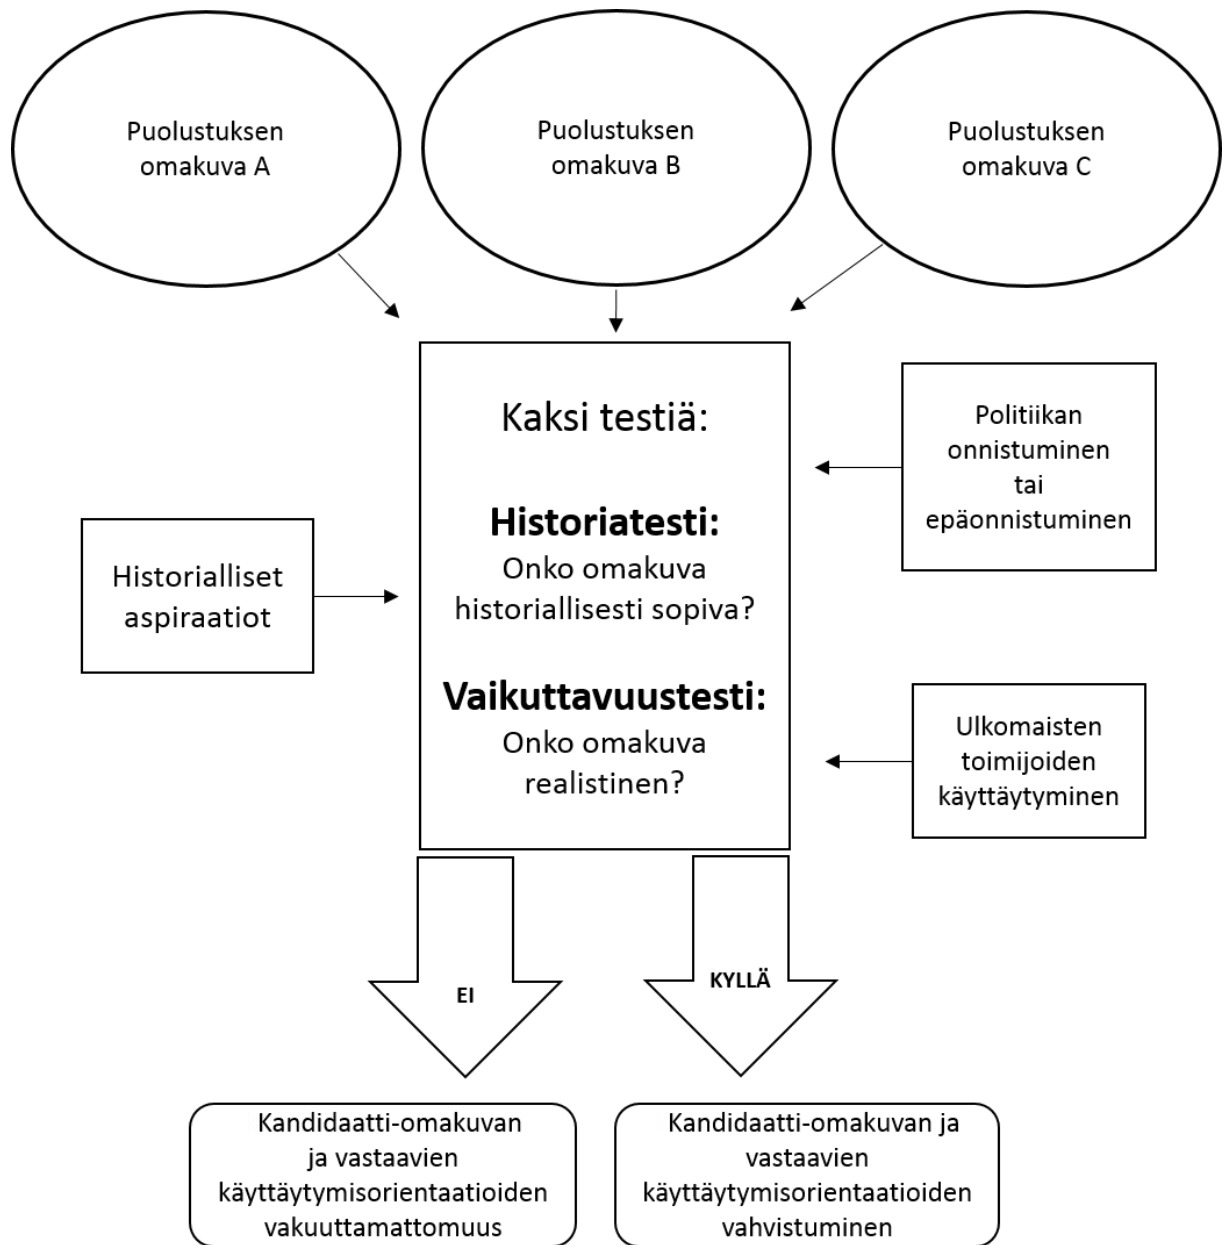 Puolustuksen
omakuva A
Puolustuksen
omakuva B
Puolustuksen
omakuva C
Kaksi testiä:
Historiatesti:
Onko omakuva
historiallisesti sopiva?
Vaikuttavuustesti:
Onko omakuva
realistinen?
Historialliset
aspiraatiot
Politiikan
onnistuminen
tai
epäonnistuminen
Ulkomaisten
toimijoiden
käyttäytyminen
EI
KYLLÄ
Kandidaatti-omakuvan
ja vastaavien
käyttäytymisorientaatioiden
vakuuttamattomuus
Kandidaatti-omakuvan ja
vastaavien
käyttäytymisorientaatioiden
vahvistuminen